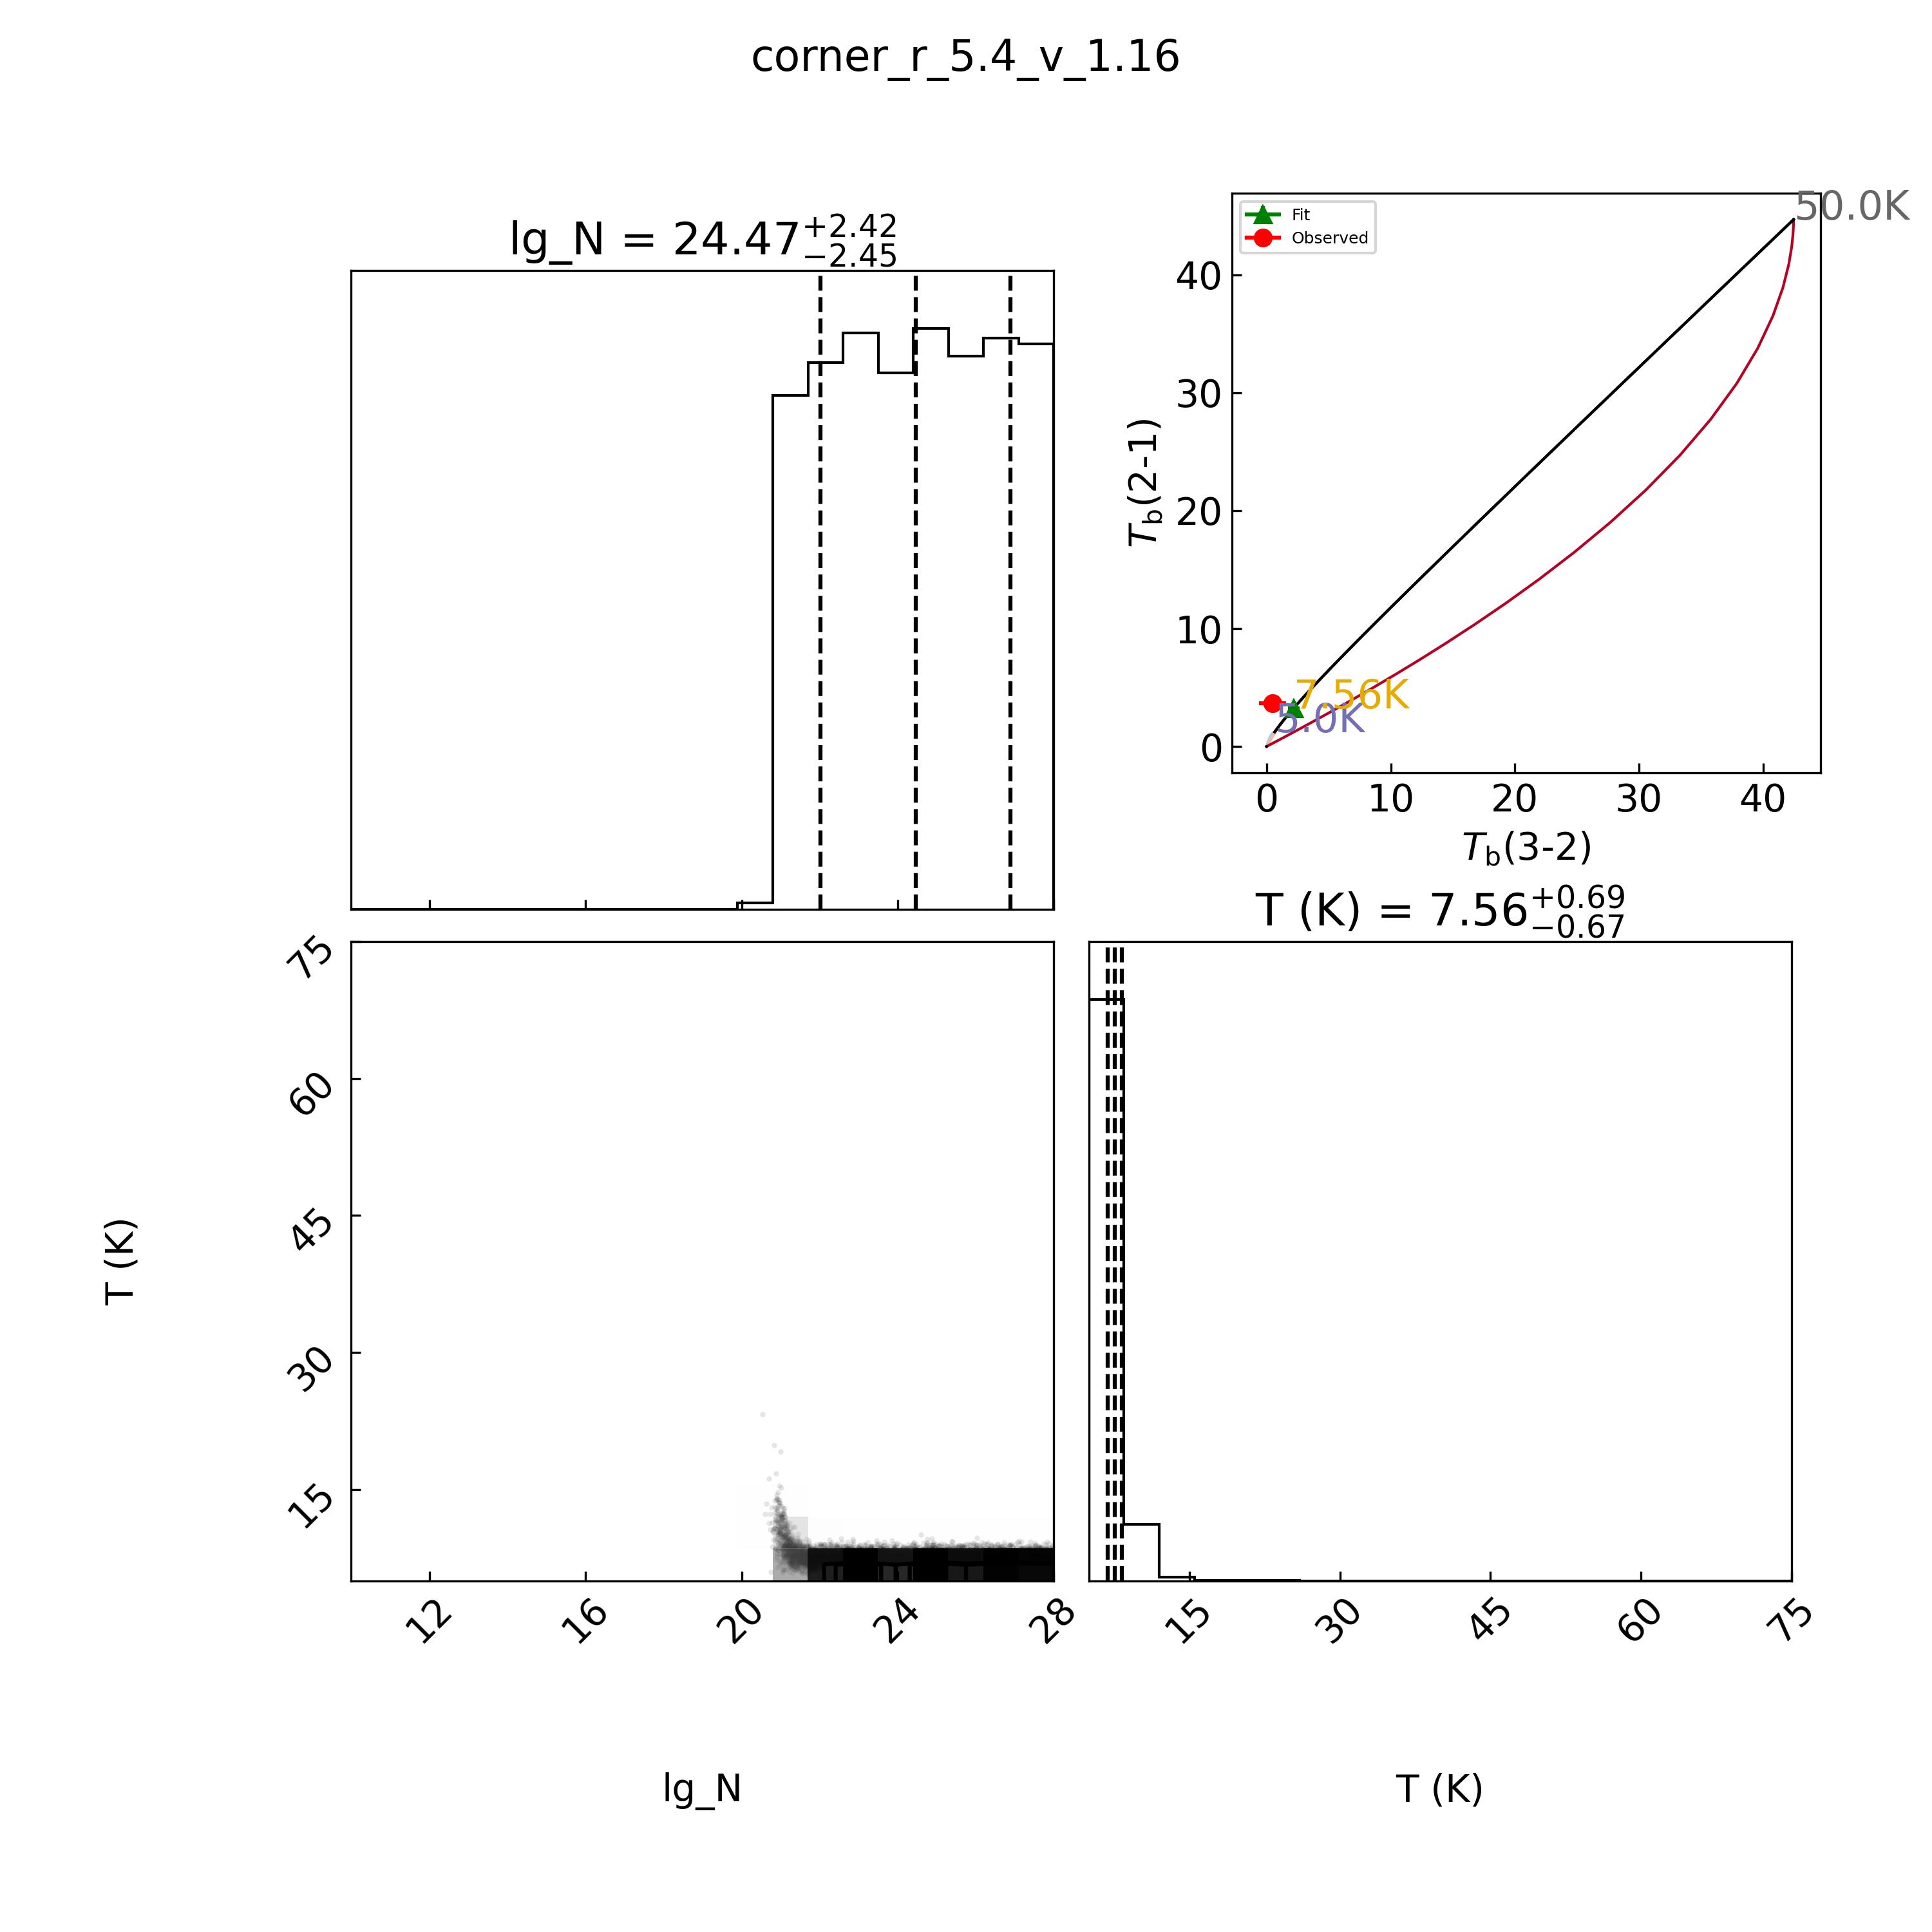 corner_r_5.4_v_1.16
lg_N = 24.47+2.42
−2.45
50.0K
Fit
Observed
40
30
20
10
0
T_b(2-1)
7.56K
5.0K
0 10 20 30 40
T_b(3-2)
T (K) = 7.56+0.69
−0.67
75
60
45
30
15
T (K)
12 16 20 24 28
15 30 45 60 75
lg_N
T (K)